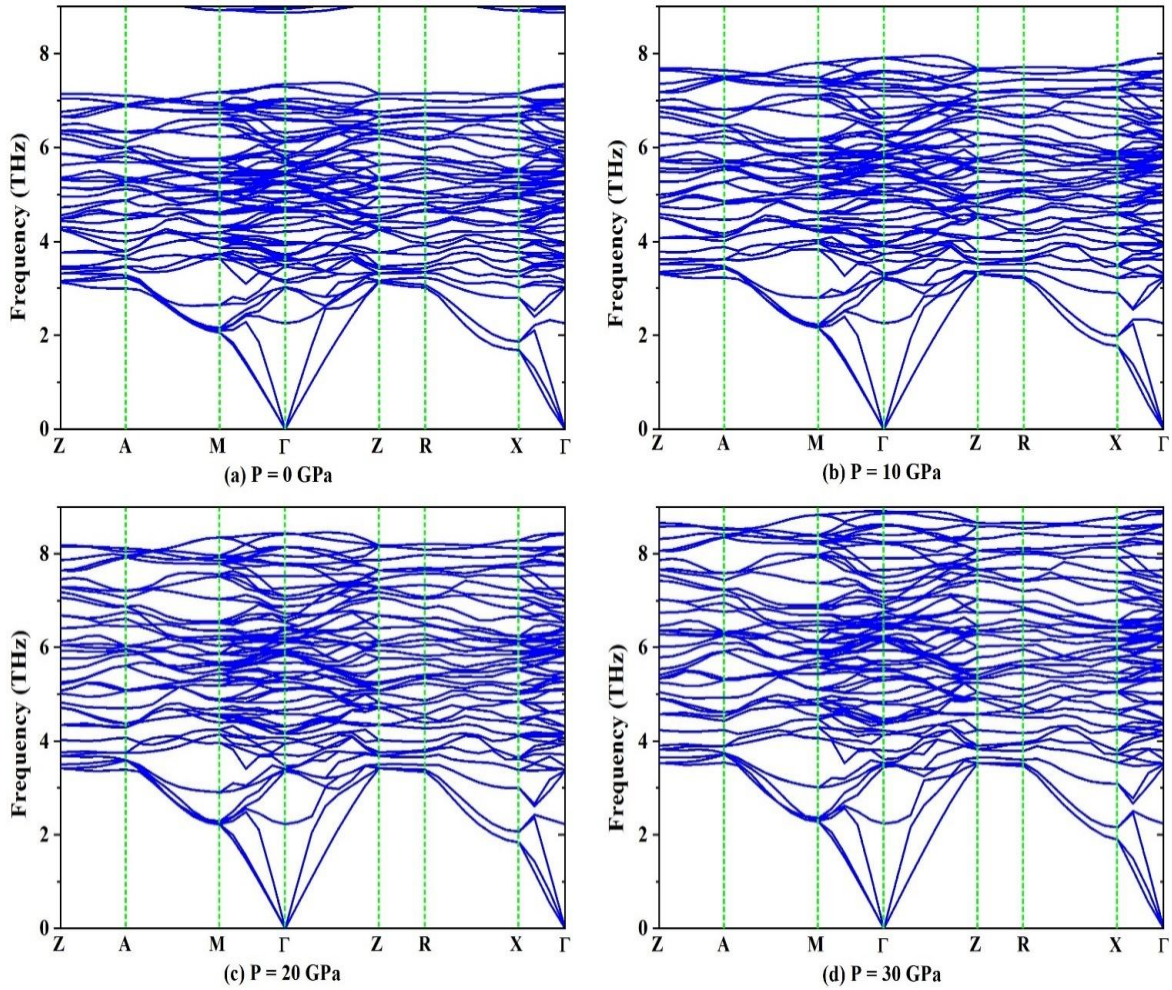 Frequency (THz)
8
6
4
2
0
Z A M Γ Z R X Γ
(a) P = 0 GPa
Frequency (THz)
8
6
4
2
0
Z A M Γ Z R X Γ
(b) P = 10 GPa
Frequency (THz)
8
6
4
2
0
Z A M Γ Z R X Γ
(c) P = 20 GPa
Frequency (THz)
8
6
4
2
0
Z A M Γ Z R X Γ
(d) P = 30 GPa